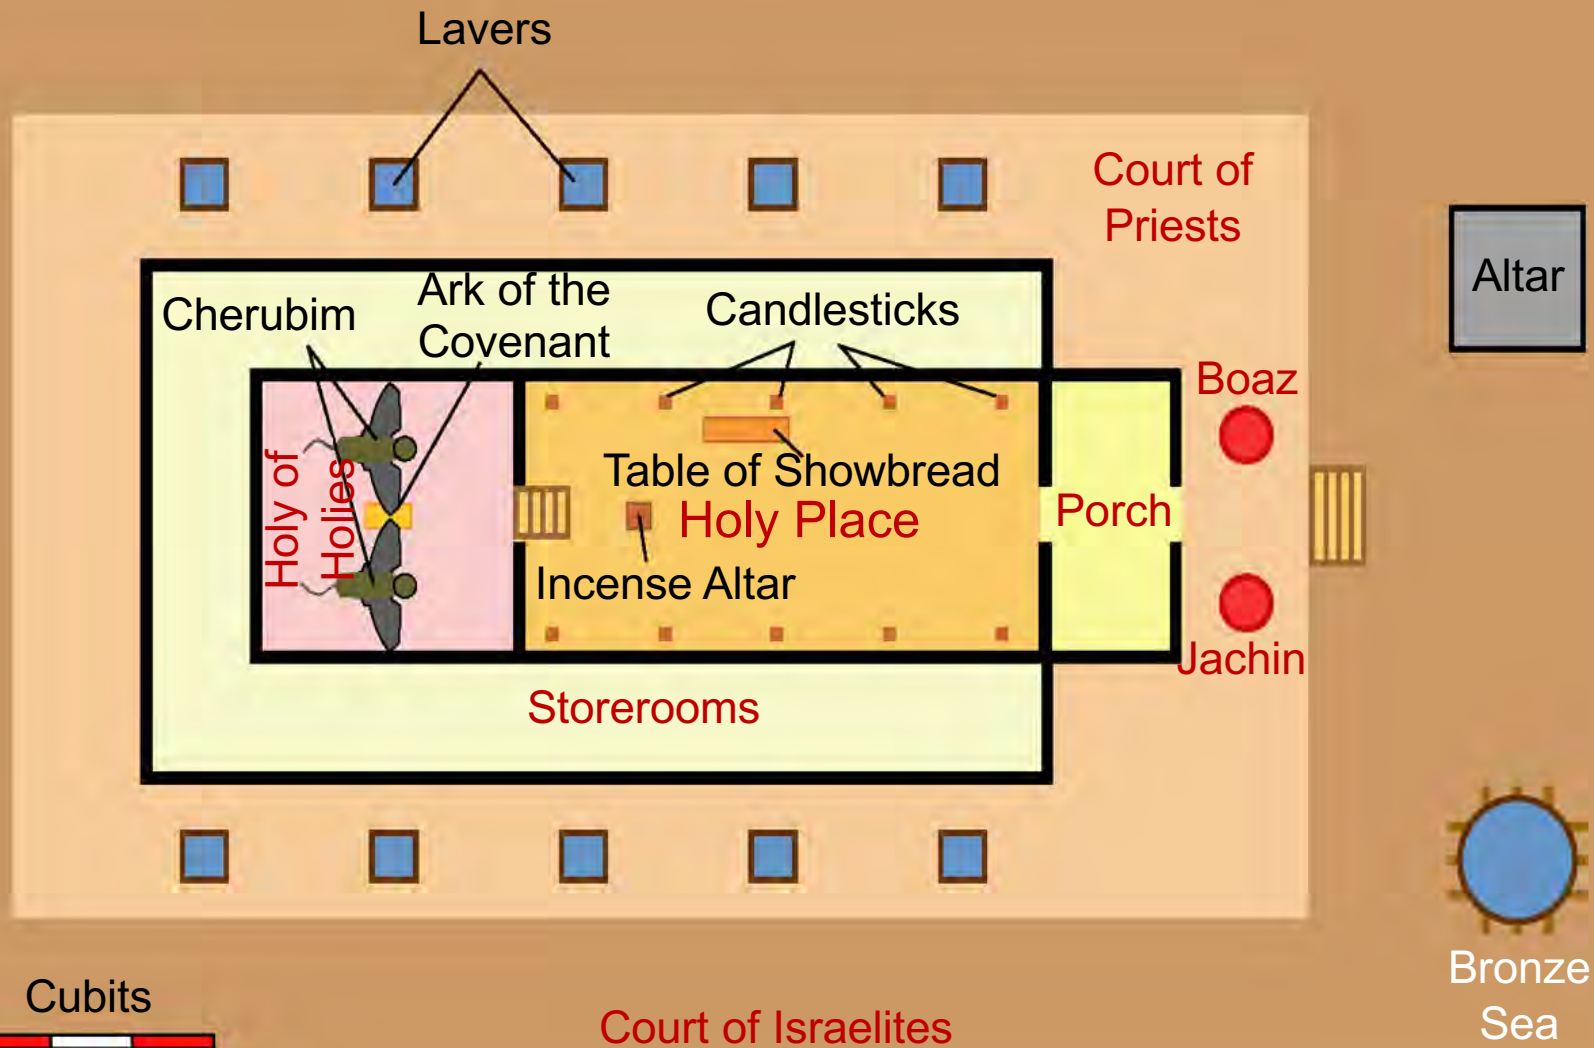 Lavers
Court of
Priests
Altar
Cherubim
Ark of the
Covenant
Candlesticks
Boaz
Holy of
Holies
Table of Showbread
Holy Place
Porch
Incense Altar
Jachin
Storerooms
Bronze
Sea
Cubits
Court of Israelites